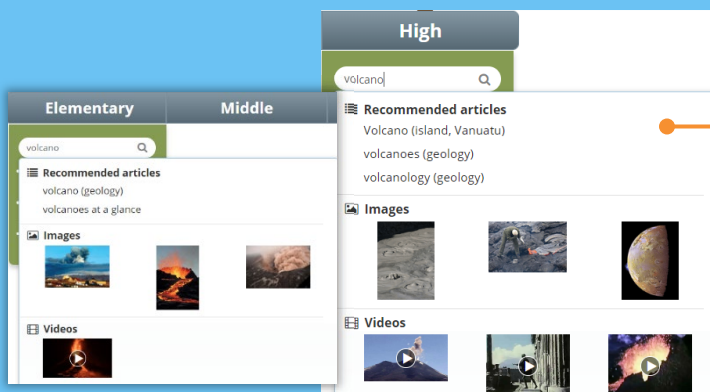 High
volcano
Recommended articles
Volcano (island, Vanuatu)
volcanoes (geology)
volcanology (geology)
Images
Videos
Elementary Middle
volcano
Recommended articles
volcano (geology)
volcanoes at a glance
Images
Videos